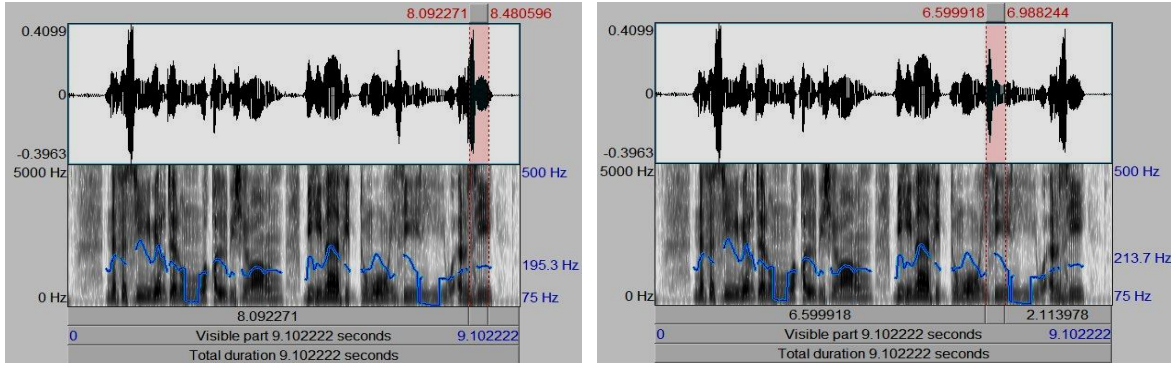 8.092271 8.480596
0.4099
0
-0.3963
5000 Hz 500 Hz
195.3 Hz
0 Hz 75 Hz
8.092271
0 Visible part 9.102222 seconds 9.102222
Total duration 9.102222 seconds
6.599918 6.988244
0.4099
0
-0.3963
5000 Hz 500 Hz
213.7 Hz
0 Hz 75 Hz
6.599918 2.113978
0 Visible part 9.102222 seconds 9.102222
Total duration 9.102222 seconds